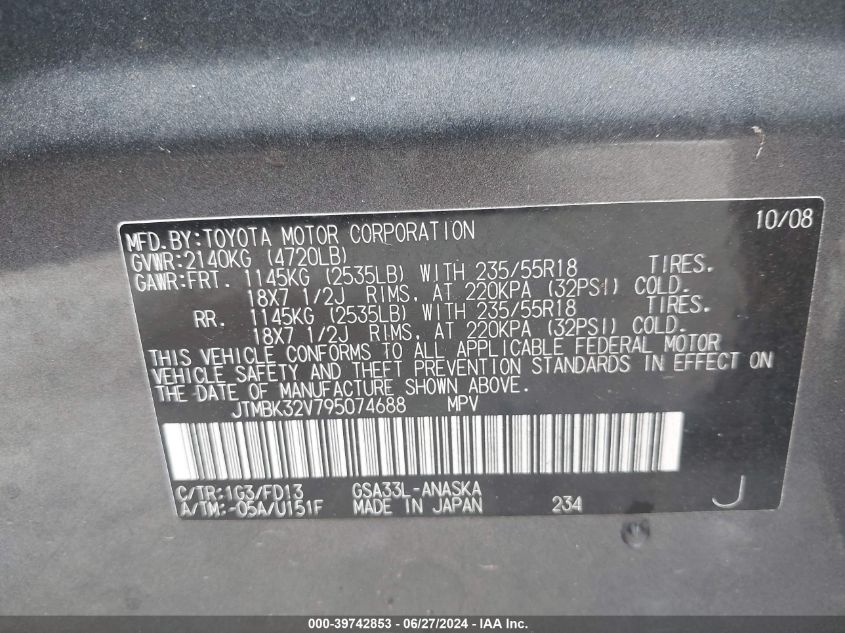 10/08
MFD.BY:TOYOTA MOTOR CORPORATION
GVWR:2140KG (4720LB)
GAWR:FRT. 1145KG (2535LB) WITH 235/55R18 TIRES.
18X7 1/2J RIMS, AT 220KPA (32PSI) COLD.
RR. 1145KG (2535LB) WITH 235/55R18 TIRES.
18X7 1/2J RIMS, AT 220KPA (32PSI) COLD.
THIS VEHICLE CONFORMS TO ALL APPLICABLE FEDERAL MOTOR
VEHICLE SAFETY AND THEFT PREVENTION STANDARDS IN EFFECT ON
THE DATE OF MANUFACTURE SHOWN ABOVE.
JTMBK32V795074688 MPV
C/TR:1G3/FD13 GSA33L-ANASKA
A/TM:-05A/U151F MADE IN JAPAN 234 J
000-39742853 - 06/27/2024 - IAA Inc.